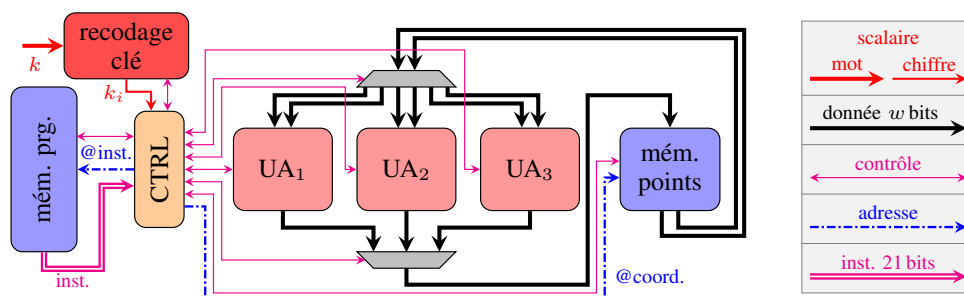 recodage
clé
k
k_i
mém. prg.
@inst.
CTRL
inst.
UA₁
UA₂
UA₃
mém.
points
@coord.
scalaire
mot
chiffre
donnée w bits
contrôle
adresse
inst. 21 bits